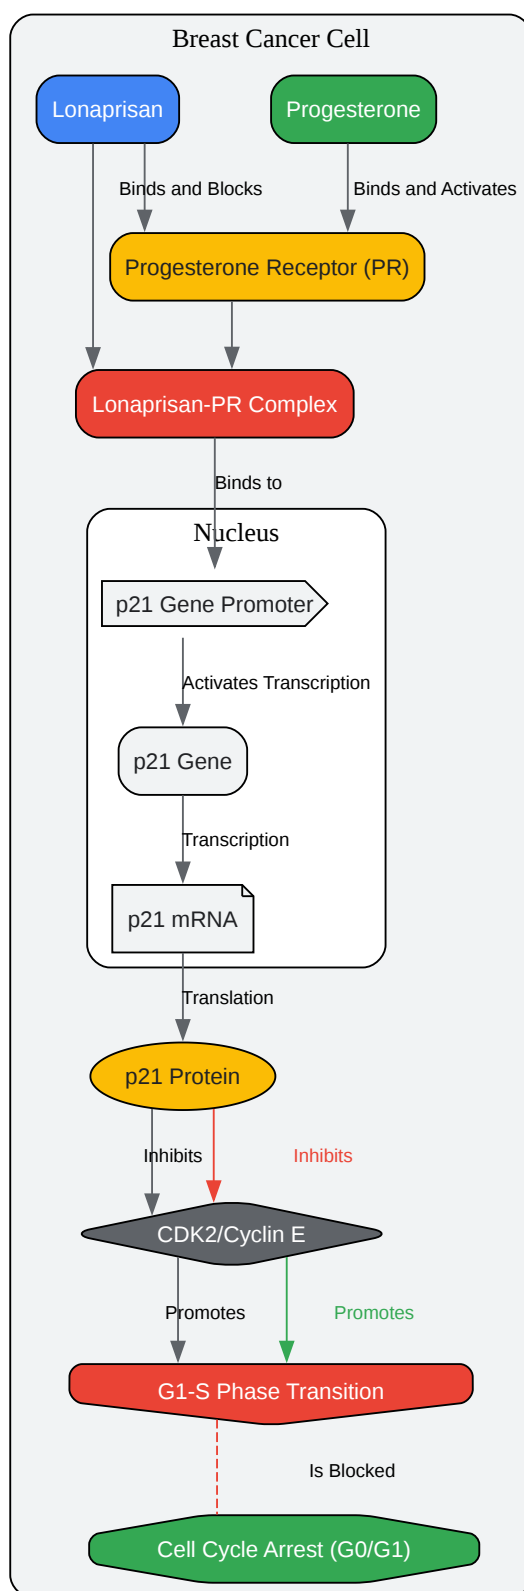 Breast Cancer Cell
Lonaprisan
Progesterone
Binds and Blocks
Binds and Activates
Progesterone Receptor (PR)
Lonaprisan-PR Complex
Binds to
Nucleus
p21 Gene Promoter
Activates Transcription
p21 Gene
Transcription
p21 mRNA
Translation
p21 Protein
Inhibits
Inhibits
CDK2/Cyclin E
Promotes
Promotes
G1-S Phase Transition
Is Blocked
Cell Cycle Arrest (G0/G1)